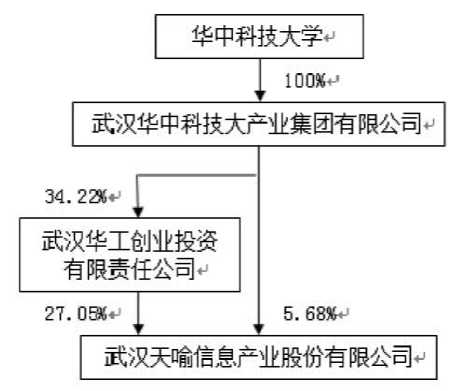 华中科技大学
100%
武汉华中科技大产业集团有限公司
34.22%
武汉华工创业投资
有限责任公司
27.05%
5.68%
武汉天喻信息产业股份有限公司